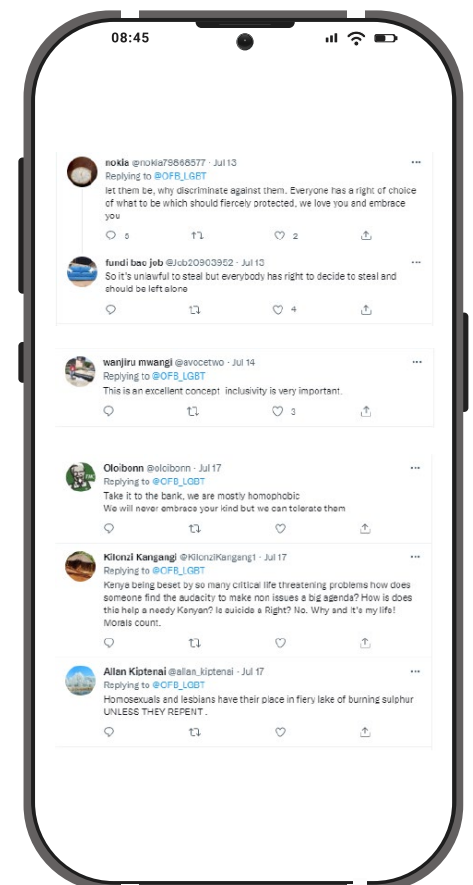 08:45
nokia @nokia79868577 · Jul 13
Replying to @OFB_LGBT
let them be, why discriminate against them. Everyone has a right of choice
of what to be which should fiercely protected, we love you and embrace
you
5 2
fundi bao job @Job20903952 · Jul 13
So it's unlawful to steal but everybody has right to decide to steal and
should be left alone
4
wanjiru mwangi @avocetwo · Jul 14
Replying to @OFB_LGBT
This is an excellent concept inclusivity is very important.
3
Oloibonn @oloibonn · Jul 17
Replying to @OFB_LGBT
Take it to the bank, we are mostly homophobic
We will never embrace your kind but we can tolerate them
Kilonzi Kangangi @KilonziKangang1 · Jul 17
Replying to @OFB_LGBT
Kenya being beset by so many critical life threatening problems how does
someone find the audacity to make non issues a big agenda? How is does
this help a needy Kenyan? Is suicide a Right? No. Why and it's my life!
Morals count.
Allan Kiptenai @allan_kiptenai · Jul 17
Replying to @OFB_LGBT
Homosexuals and lesbians have their place in fiery lake of burning sulphur
UNLESS THEY REPENT .